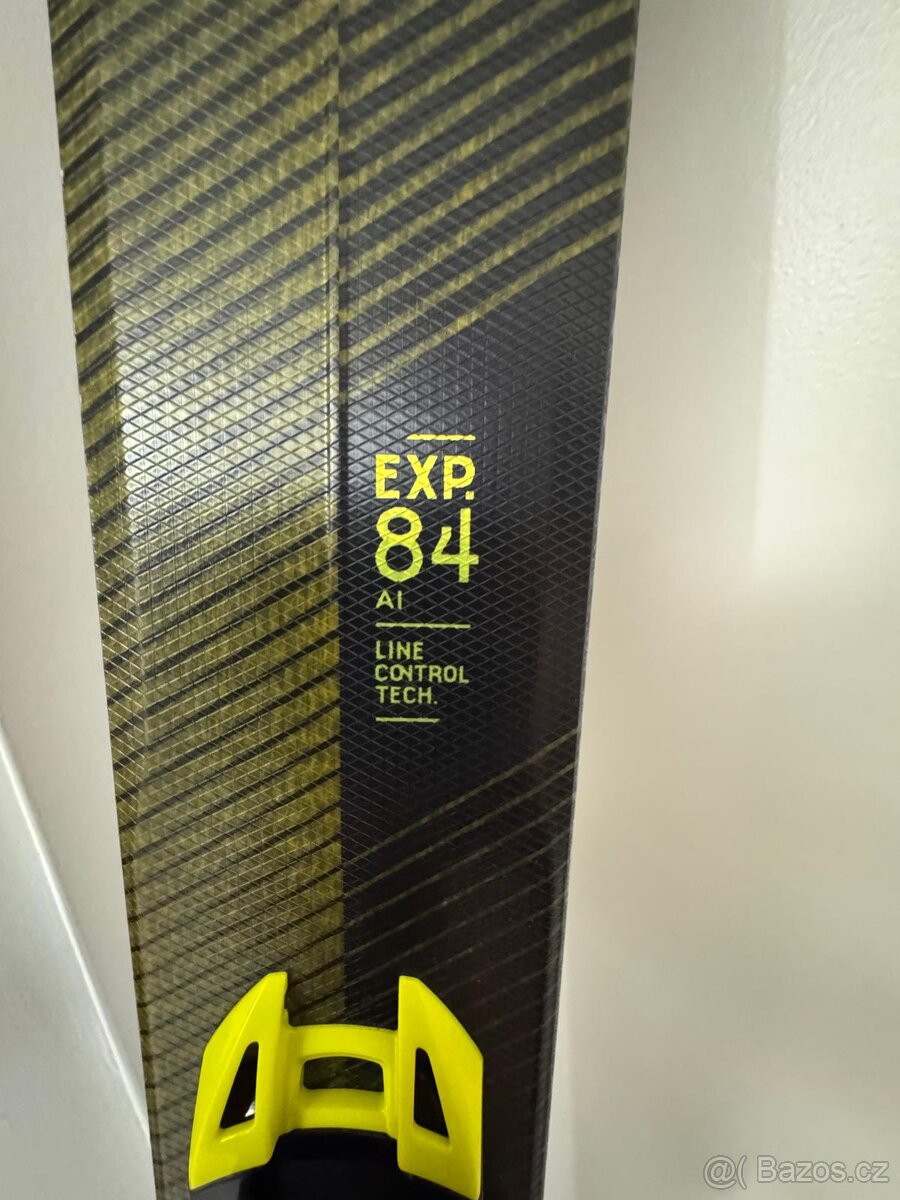 EXP.
84
AI
LINE
CONTROL
TECH.
@( Bazos.cz